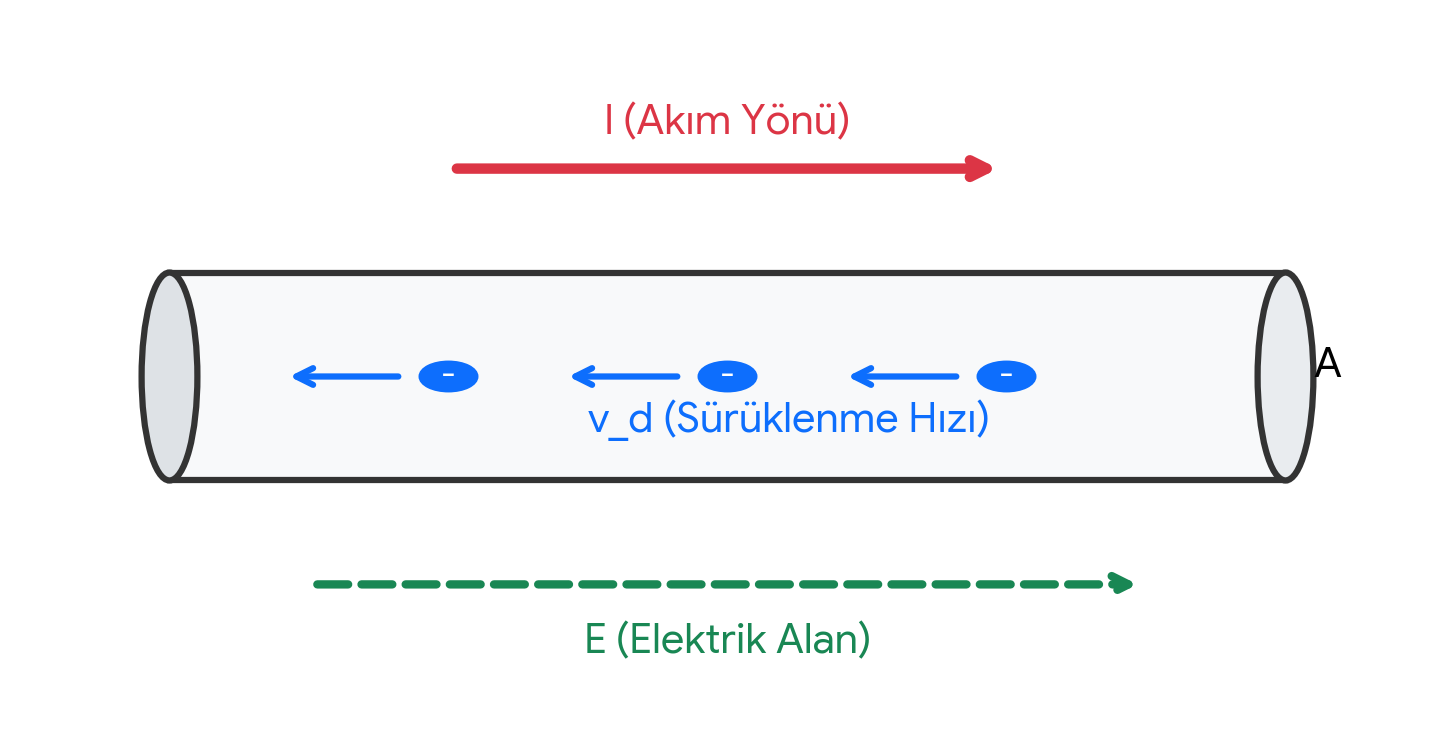 I (Akım Yönü)
A
- - -
v_d (Sürüklenme Hızı)
E (Elektrik Alan)